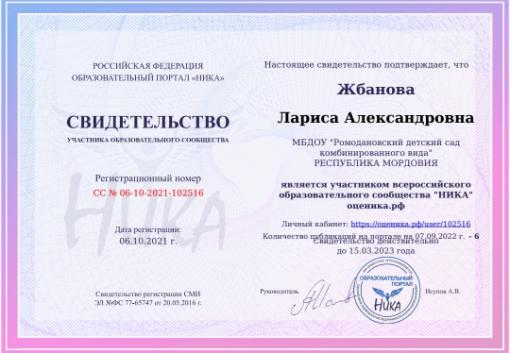 РОССИЙСКАЯ ФЕДЕРАЦИЯ
ОБРАЗОВАТЕЛЬНЫЙ ПОРТАЛ «НИКА»
СВИДЕТЕЛЬСТВО
УЧАСТНИКА ОБРАЗОВАТЕЛЬНОГО СООБЩЕСТВА
Регистрационный номер
СС № 06-10-2021-102516
НИКА
Дата регистрации:
06.10.2021 г.
Свидетельство регистрации СМИ
ЭЛ №ФС 77-65747 от 20.05.2016 г.
Настоящее свидетельство подтверждает, что
Жбанова
Лариса Александровна
МБДОУ "Ромодановский детский сад
комбинированного вида"
РЕСПУБЛИКА МОРДОВИЯ
является участником всероссийского
образовательного сообщества "НИКА"
оценика.рф
Личный кабинет: https://оценика.рф/user/102516
Количество публикаций на портале на 07.09.2022 г. - 6
Свидетельство действительно
до 15.03.2023 года
Руководитель
Исупов А.В.
ОБРАЗОВАТЕЛЬНЫЙ
ПОРТАЛ
НИКА